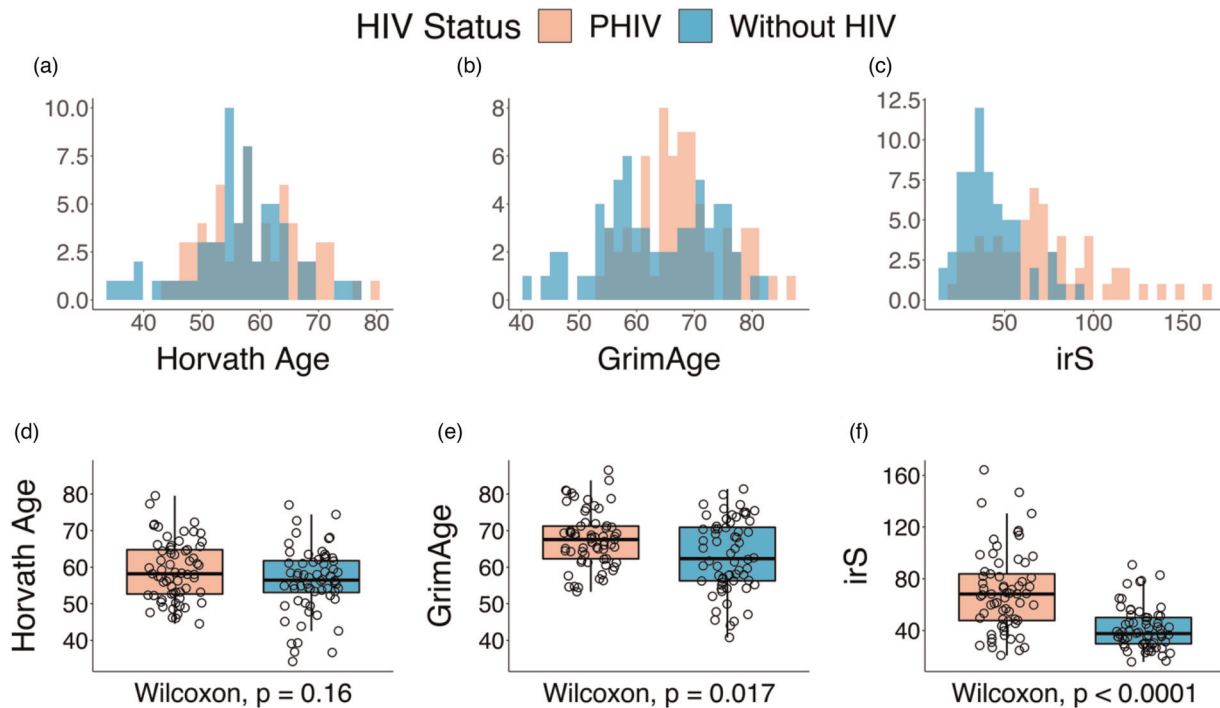 HIV Status PHIV Without HIV
(a)
10.0
7.5
5.0
2.5
0.0
40 50 60 70 80
Horvath Age
(b)
8
6
4
2
0
40 50 60 70 80
GrimAge
(c)
12.5
10.0
7.5
5.0
2.5
0.0
50 100 150
irS
(d)
Horvath Age
80
70
60
50
40
Wilcoxon, p = 0.16
(e)
GrimAge
80
70
60
50
40
Wilcoxon, p = 0.017
(f)
irS
160
120
80
40
Wilcoxon, p < 0.0001